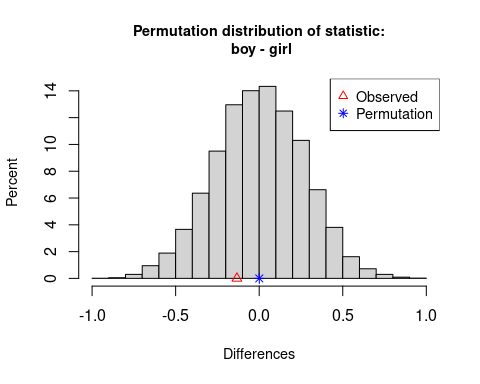 Permutation distribution of statistic:
boy - girl
Observed
Permutation
Percent
14
10
8
6
4
2
0
-1.0
-0.5
0.0
0.5
1.0
Differences